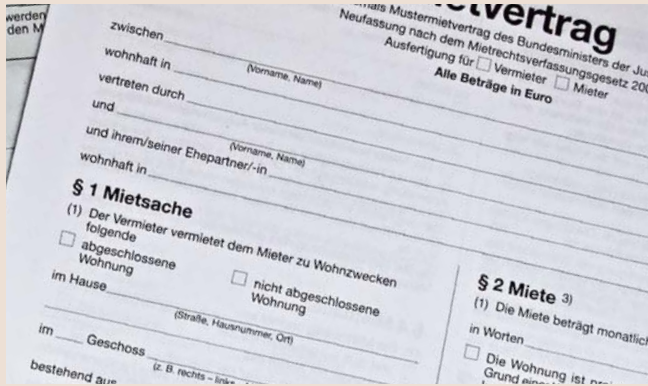 werden
den M
etvertrag
mals Mustermietvertrag des Bundesministers der Jus
Neufassung nach dem Mietrechtsverfassungsgesetz 200
Ausfertigung für Vermieter Mieter
Alle Beträge in Euro
zwischen
(Vorname, Name)
wohnhaft in
vertreten durch
und
(Vorname, Name)
und ihrem/seiner Ehepartner/-in
wohnhaft in
§ 1 Mietsache
(1) Der Vermieter vermietet dem Mieter zu Wohnzwecken
folgende
abgeschlossene
Wohnung
nicht abgeschlossene
Wohnung
im Hause
(Straße, Hausnummer, Ort)
im Geschoss
(z. B. rechts – links
bestehend aus
§ 2 Miete 3)
(1) Die Miete beträgt monatlich
in Worten
Die Wohnung ist
Grund